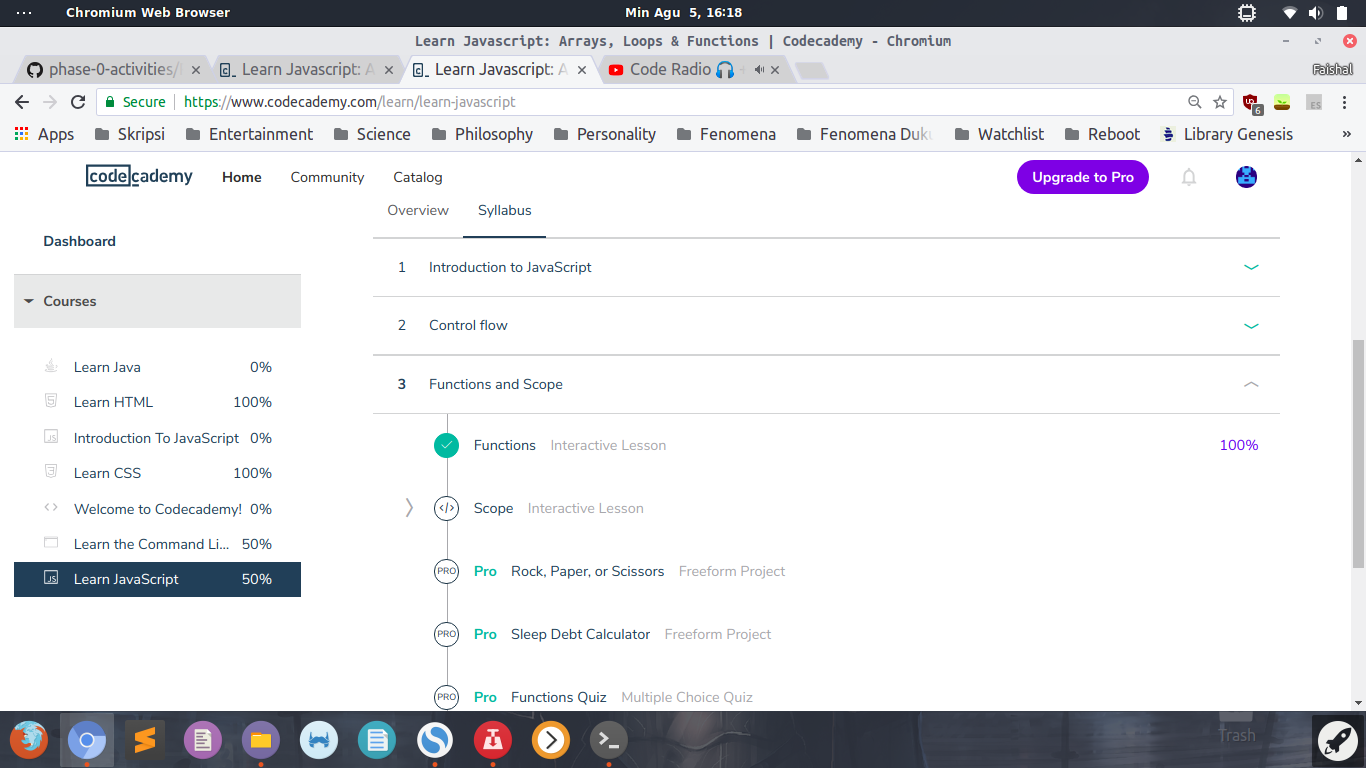 Chromium Web Browser
Min Agu 5, 16:18
Learn Javascript: Arrays, Loops & Functions | Codecademy - Chromium
phase-0-activities/
Learn Javascript: A
Learn Javascript: A
Code Radio
Faishal
Secure
https://www.codecademy.com/learn/learn-javascript
6
ES
Apps
Skripsi
Entertainment
Science
Philosophy
Personality
Fenomena
Fenomena Duku
Watchlist
Reboot
Library Genesis
»
codecademy
Home
Community
Catalog
Upgrade to Pro
Overview
Syllabus
Dashboard
Courses
Learn Java 0%
Learn HTML 100%
Introduction To JavaScript 0%
Learn CSS 100%
Welcome to Codecademy! 0%
Learn the Command Li... 50%
Learn JavaScript 50%
1 Introduction to JavaScript
2 Control flow
3 Functions and Scope
Functions Interactive Lesson 100%
Scope Interactive Lesson
PRO Pro Rock, Paper, or Scissors Freeform Project
PRO Pro Sleep Debt Calculator Freeform Project
PRO Pro Functions Quiz Multiple Choice Quiz
Trash